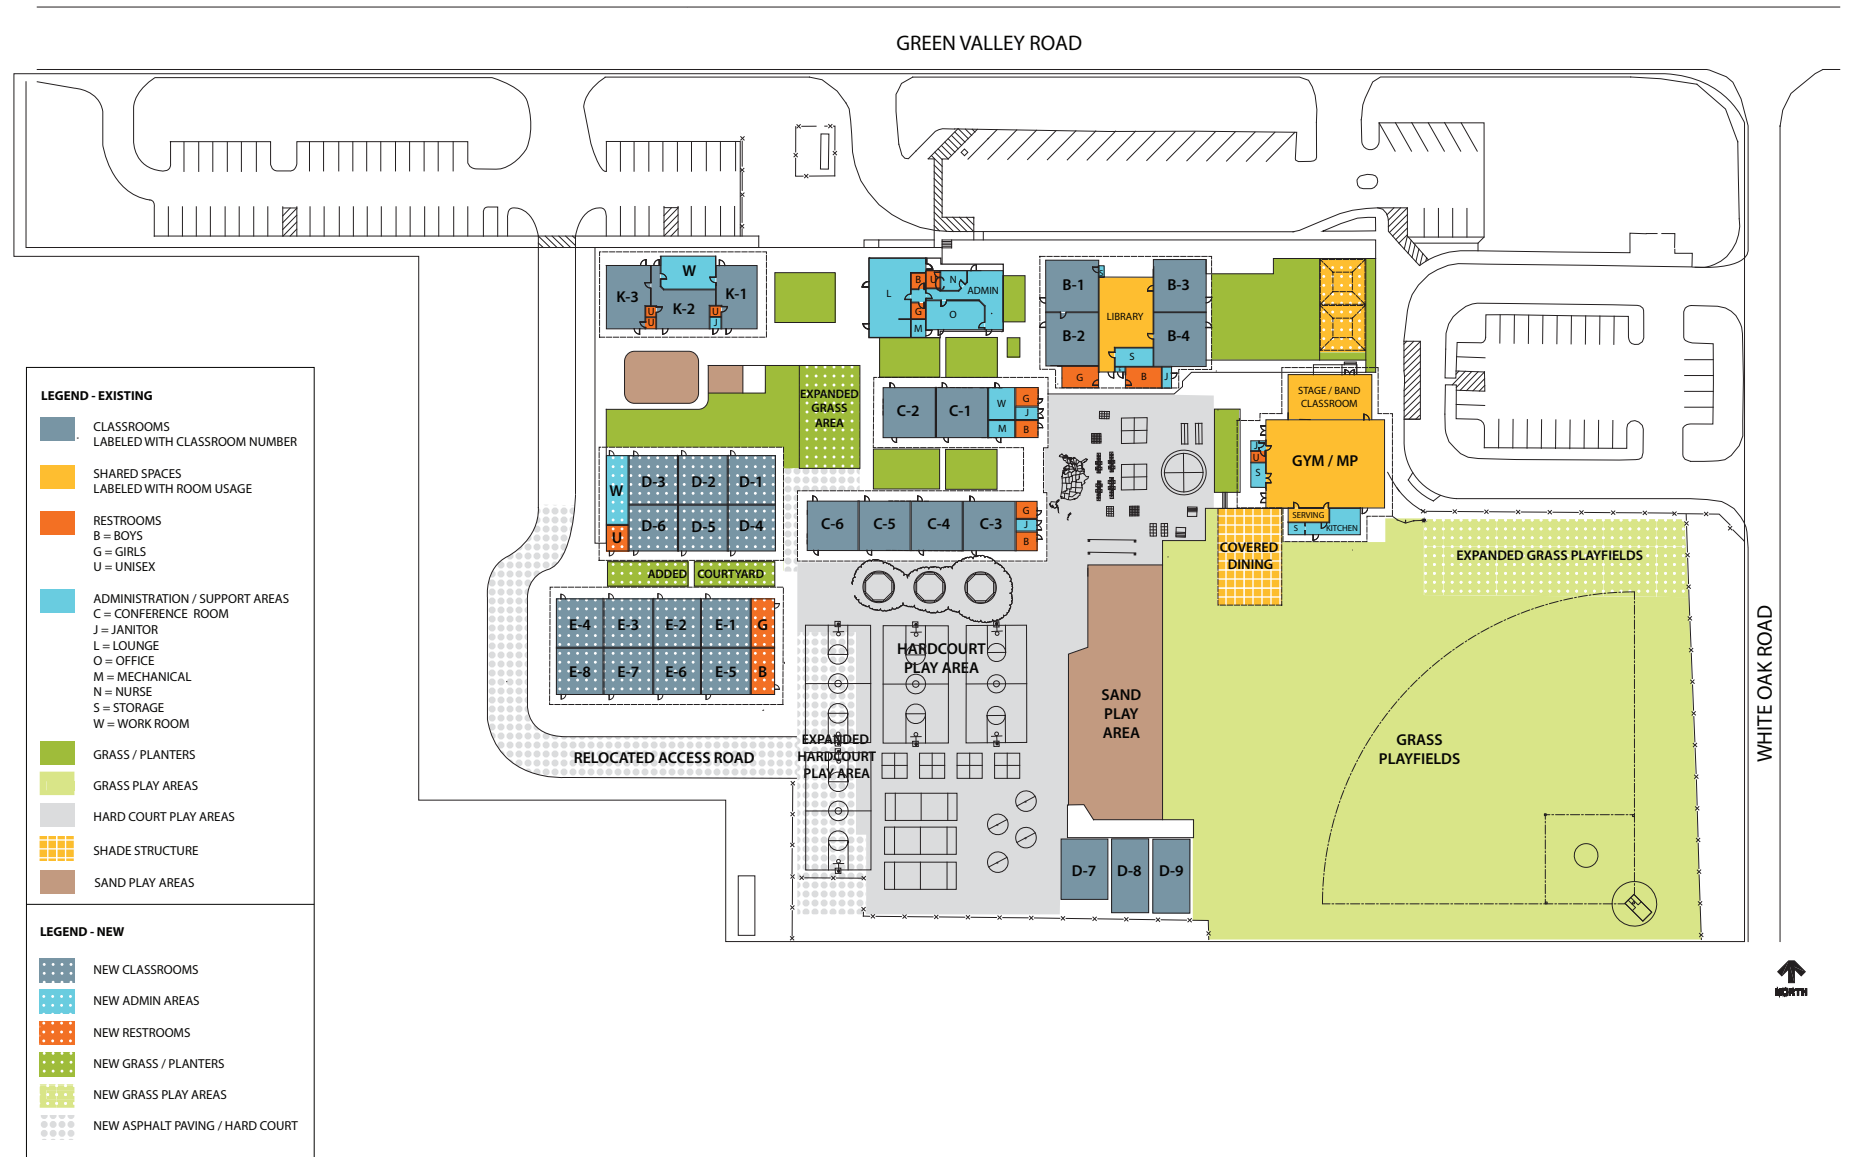 GREEN VALLEY ROAD
W
K-3
K-2
K-1
U
U
U
J
L
B
U
N
ADMIN
G
O
M
B-1
B-3
LIBRARY
B-2
B-4
S
G
B
J
EXPANDED
GRASS
AREA
C-2
C-1
W
G
J
M
B
STAGE / BAND
CLASSROOM
GYM / MP
J
U
S
SERVING
S
KITCHEN
W
D-3
D-2
D-1
D-6
D-5
D-4
U
C-6
C-5
C-4
C-3
G
J
B
COVERED
DINING
EXPANDED GRASS PLAYFIELDS
ADDED COURTYARD
E-4
E-3
E-2
E-1
G
E-8
E-7
E-6
E-5
B
HARDCOURT
PLAY AREA
SAND
PLAY
AREA
EXPANDED
HARDCOURT
PLAY AREA
RELOCATED ACCESS ROAD
GRASS
PLAYFIELDS
WHITE OAK ROAD
D-7
D-8
D-9
NORTH
LEGEND - EXISTING
CLASSROOMS
LABELED WITH CLASSROOM NUMBER
SHARED SPACES
LABELED WITH ROOM USAGE
RESTROOMS
B = BOYS
G = GIRLS
U = UNISEX
ADMINISTRATION / SUPPORT AREAS
C = CONFERENCE ROOM
J = JANITOR
L = LOUNGE
O = OFFICE
M = MECHANICAL
N = NURSE
S = STORAGE
W = WORK ROOM
GRASS / PLANTERS
GRASS PLAY AREAS
HARD COURT PLAY AREAS
SHADE STRUCTURE
SAND PLAY AREAS
LEGEND - NEW
NEW CLASSROOMS
NEW ADMIN AREAS
NEW RESTROOMS
NEW GRASS / PLANTERS
NEW GRASS PLAY AREAS
NEW ASPHALT PAVING / HARD COURT